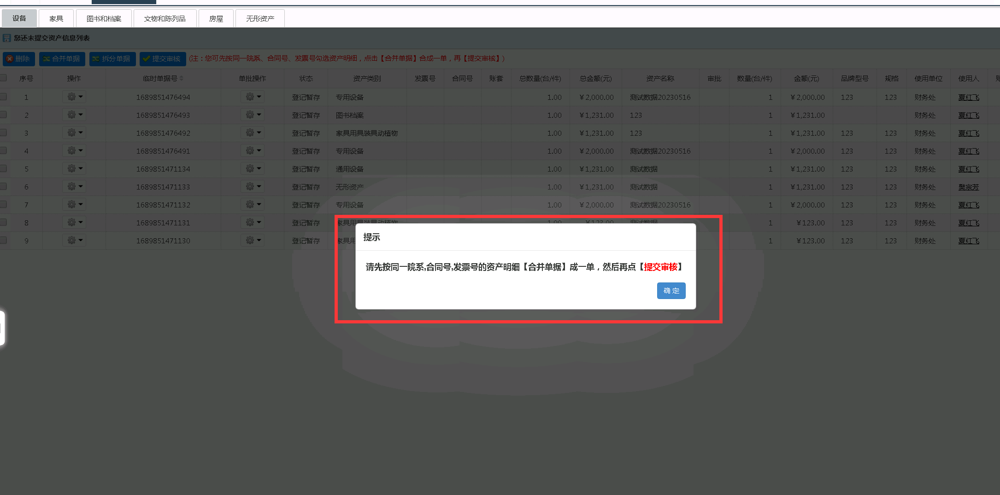 设备 家具 图书和档案 文物和陈列品 房屋 无形资产
您还未提交资产信息列表
删除 合并单据 拆分单据 提交审核 (注：您可先按同一院系、合同号、发票号勾选资产明细，点击【合并单据】合成一单，再【提交审核】)
序号 操作 临时单据号 单批操作 状态 资产类别 发票号 合同号 账套 总数量(台/件) 总金额(元) 资产名称 审批 数量(台/件) 金额(元) 品牌型号 规格 使用单位 使用人
1 1689851476494 登记暂存 专用设备 1.00 ￥2,000.00 测试数据20230516 1 ￥2,000.00 123 123 财务处 夏红飞
2 1689851476493 登记暂存 图书档案 1.00 ￥1,231.00 123 1 ￥1,231.00 财务处 夏红飞
3 1689851476492 登记暂存 家具用具装具动植物 1.00 ￥1,231.00 123 1 ￥1,231.00 123 123 财务处 夏红飞
4 1689851476491 登记暂存 专用设备 1.00 ￥2,000.00 测试数据20230516 1 ￥2,000.00 123 123 财务处 夏红飞
5 1689851471134 登记暂存 通用设备 1.00 ￥1,231.00 测试数据 1 ￥1,231.00 123 123 财务处 夏红飞
6 1689851471133 登记暂存 无形资产 1.00 ￥1,231.00 测试数据 1 ￥1,231.00 123 123 财务处 樊宗芳
7 1689851471132 登记暂存 专用设备 1.00 ￥2,000.00 测试数据20230516 1 ￥2,000.00 123 123 财务处 夏红飞
8 1689851471131 登记暂存 家具用具装具动植物 1.00 ￥123.00 测试数据 1 ￥123.00 123 123 财务处 夏红飞
9 1689851471130 登记暂存 家具用 1 ￥123.00 123 123 财务处 夏红飞
提示
请先按同一院系,合同号,发票号的资产明细【合并单据】成一单，然后再点【提交审核】
确 定